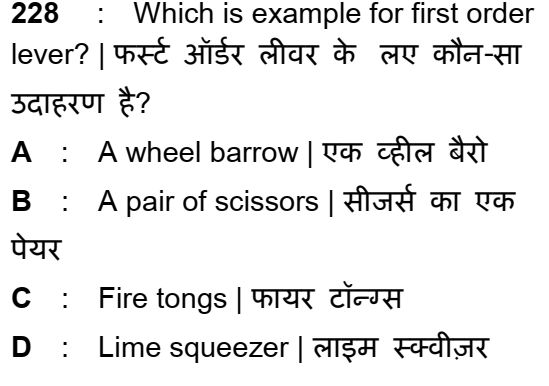 228 : Which is example for first order
lever? | फर्स्ट ऑर्डर लीवर के लए कौन-सा
उदाहरण है?
A : A wheel barrow | एक व्हील बैरो
B : A pair of scissors | सीजर्स का एक
पेयर
C : Fire tongs | फायर टॉन्ग्स
D : Lime squeezer | लाइम स्क्वीज़र